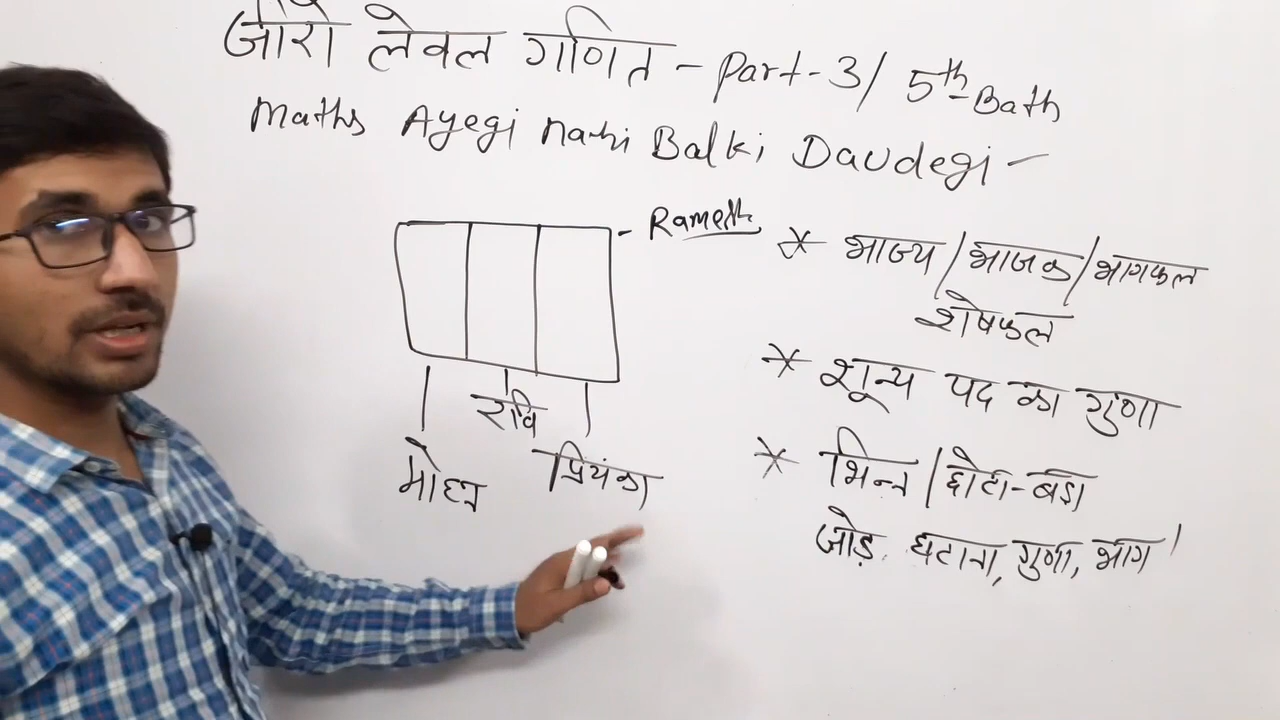 जीरो लेवल गणित - Part-3/ 5th Bath
Maths Ayegi nahi Balki Daudegi -
- Ramesh
* भाज्य/भाजक/भागफल
शेषफल
* शून्य पद का गुणा
रवि
मोहन
प्रियंका
* भिन्न/छोटा-बड़ा
जोड़, घटाना, गुणा, भाग